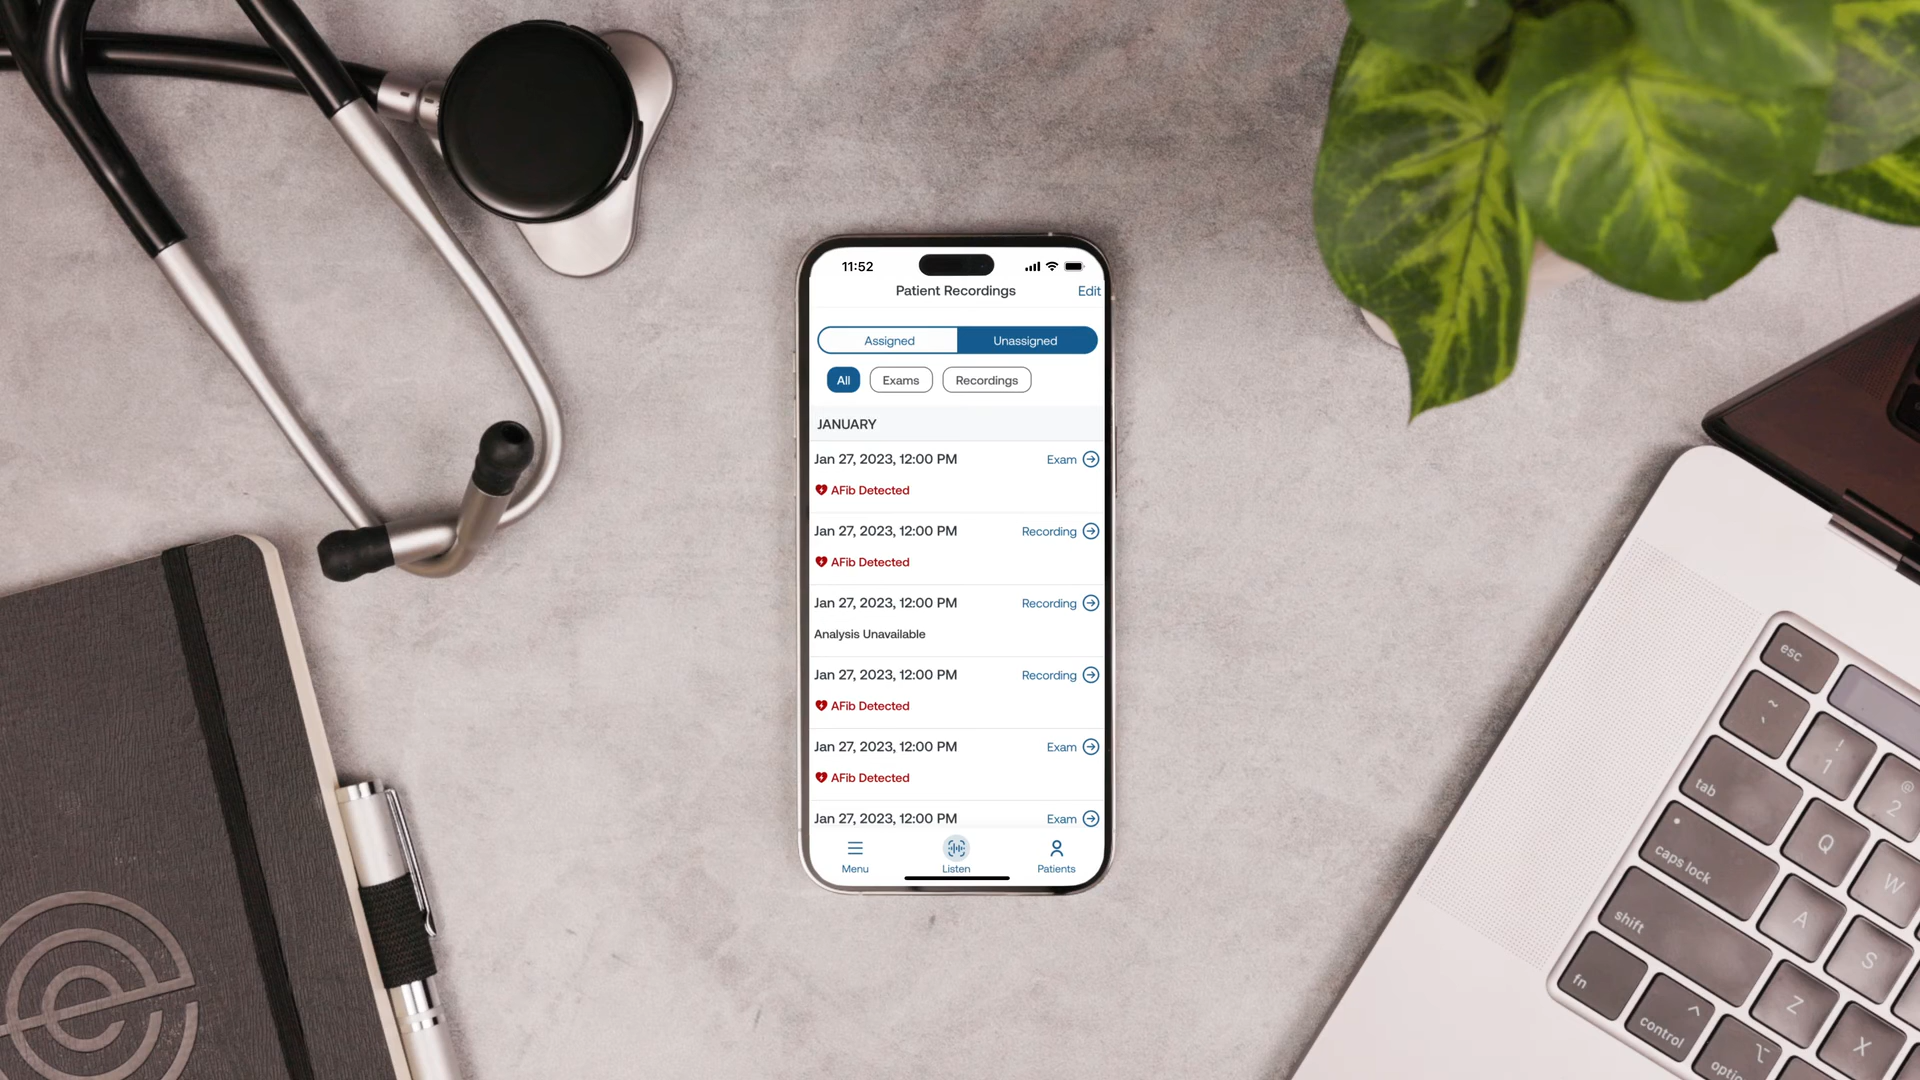 11:52
Patient Recordings
Edit
Assigned
Unassigned
All
Exams
Recordings
JANUARY
Jan 27, 2023, 12:00 PM
Exam
AFib Detected
Jan 27, 2023, 12:00 PM
Recording
AFib Detected
Jan 27, 2023, 12:00 PM
Recording
Analysis Unavailable
Jan 27, 2023, 12:00 PM
Recording
AFib Detected
Jan 27, 2023, 12:00 PM
Exam
AFib Detected
Jan 27, 2023, 12:00 PM
Exam
Menu
Listen
Patients
esc
~
`
!
1
@
2
tab
Q
W
caps lock
A
S
shift
Z
X
fn
control